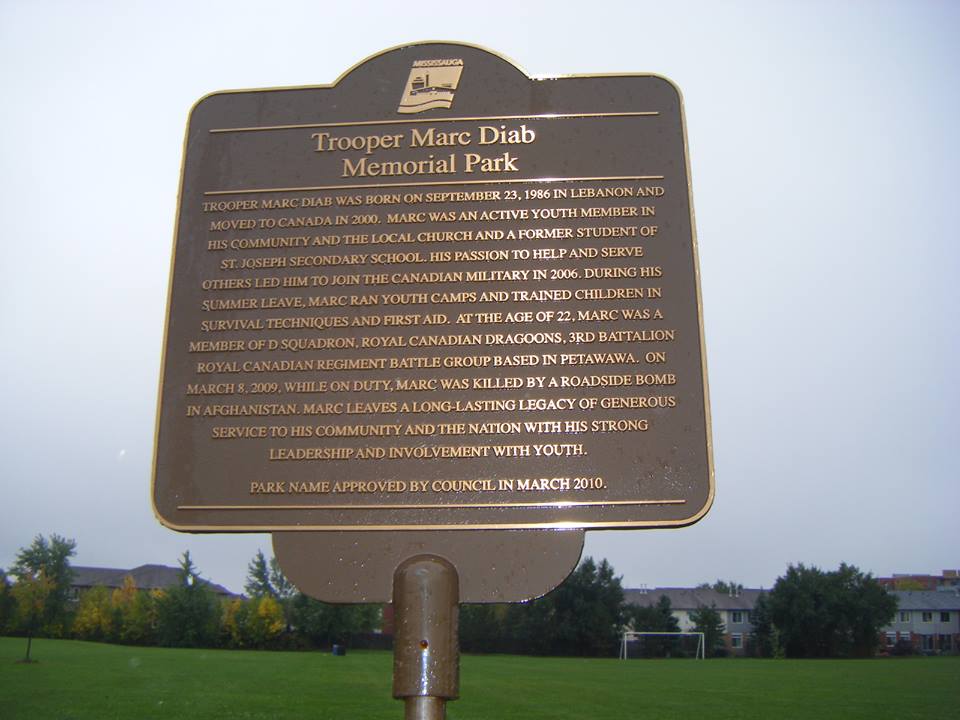 MISSISSAUGA
Trooper Marc Diab
Memorial Park
TROOPER MARC DIAB WAS BORN ON SEPTEMBER 23, 1986 IN LEBANON AND
MOVED TO CANADA IN 2000. MARC WAS AN ACTIVE YOUTH MEMBER IN
HIS COMMUNITY AND THE LOCAL CHURCH AND A FORMER STUDENT OF
ST. JOSEPH SECONDARY SCHOOL. HIS PASSION TO HELP AND SERVE
OTHERS LED HIM TO JOIN THE CANADIAN MILITARY IN 2006. DURING HIS
SUMMER LEAVE, MARC RAN YOUTH CAMPS AND TRAINED CHILDREN IN
SURVIVAL TECHNIQUES AND FIRST AID. AT THE AGE OF 22, MARC WAS A
MEMBER OF D SQUADRON, ROYAL CANADIAN DRAGOONS, 3RD BATTALION
ROYAL CANADIAN REGIMENT BATTLE GROUP BASED IN PETAWAWA. ON
MARCH 8, 2009, WHILE ON DUTY, MARC WAS KILLED BY A ROADSIDE BOMB
IN AFGHANISTAN. MARC LEAVES A LONG-LASTING LEGACY OF GENEROUS
SERVICE TO HIS COMMUNITY AND THE NATION WITH HIS STRONG
LEADERSHIP AND INVOLVEMENT WITH YOUTH.
PARK NAME APPROVED BY COUNCIL IN MARCH 2010.